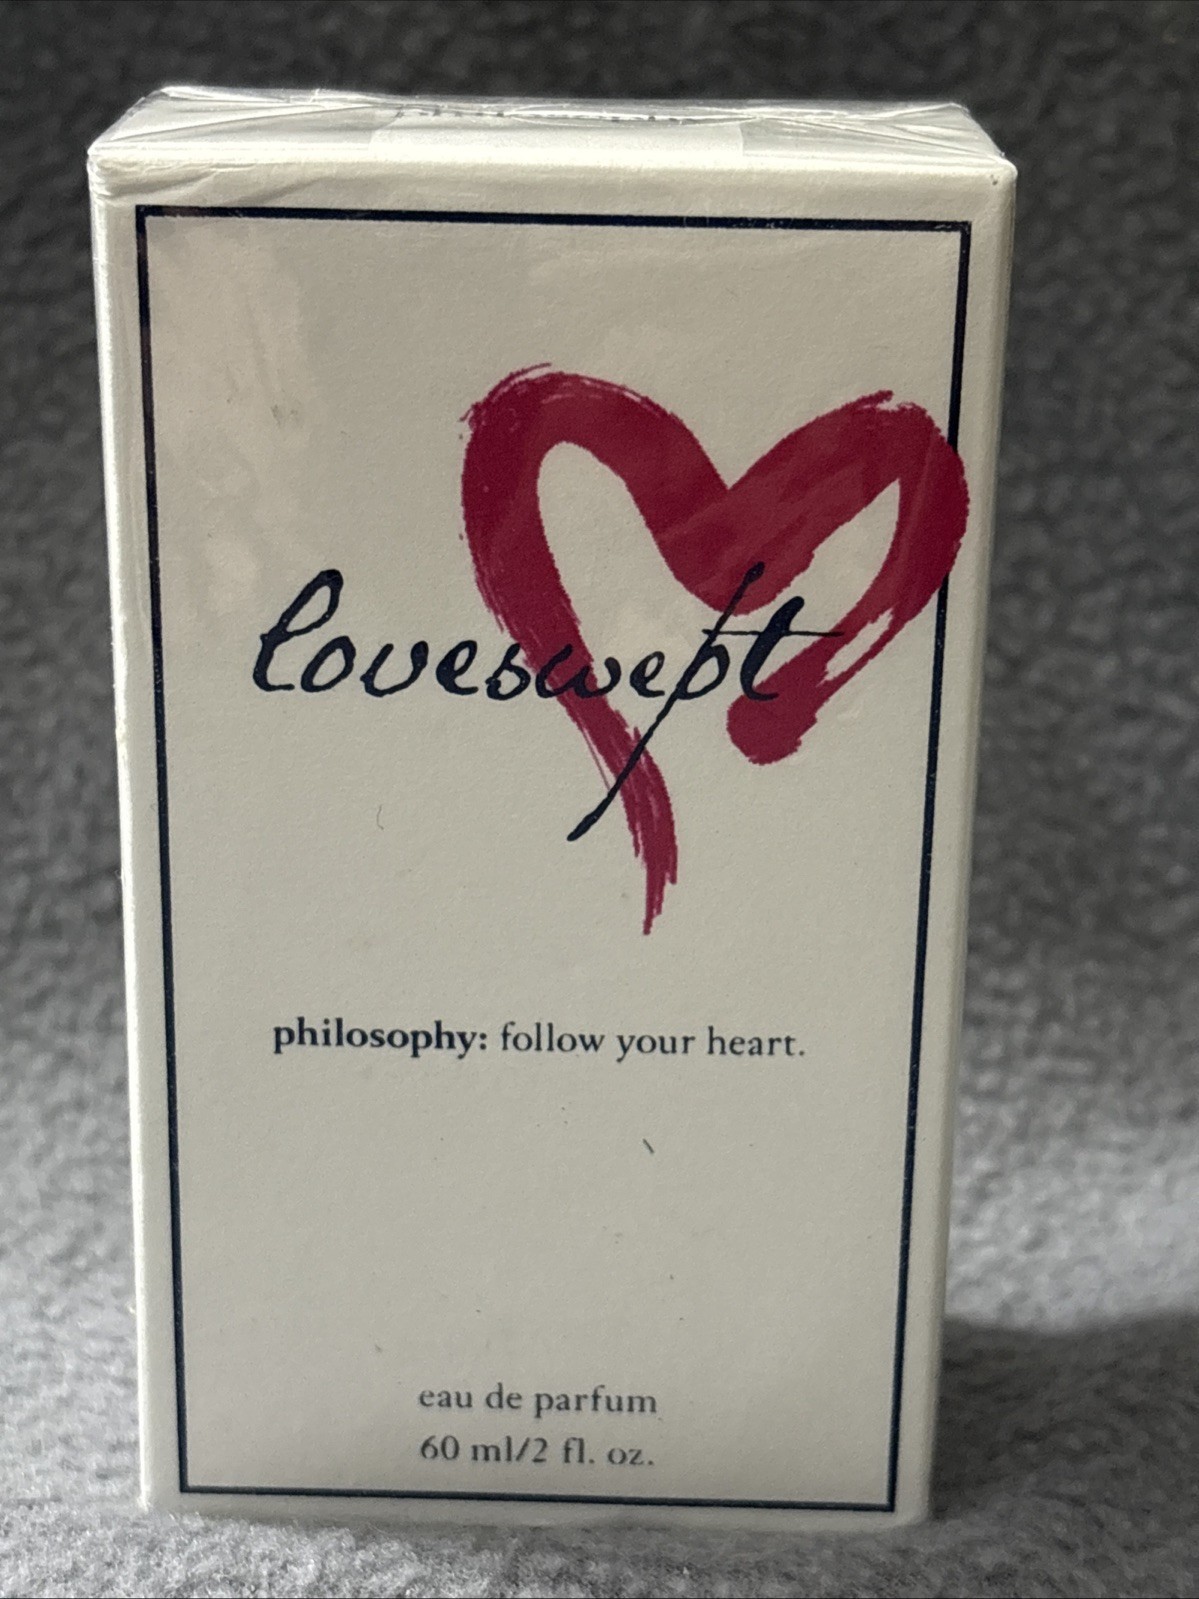 loveswept
philosophy: follow your heart.
eau de parfum
60 ml/2 fl. oz.